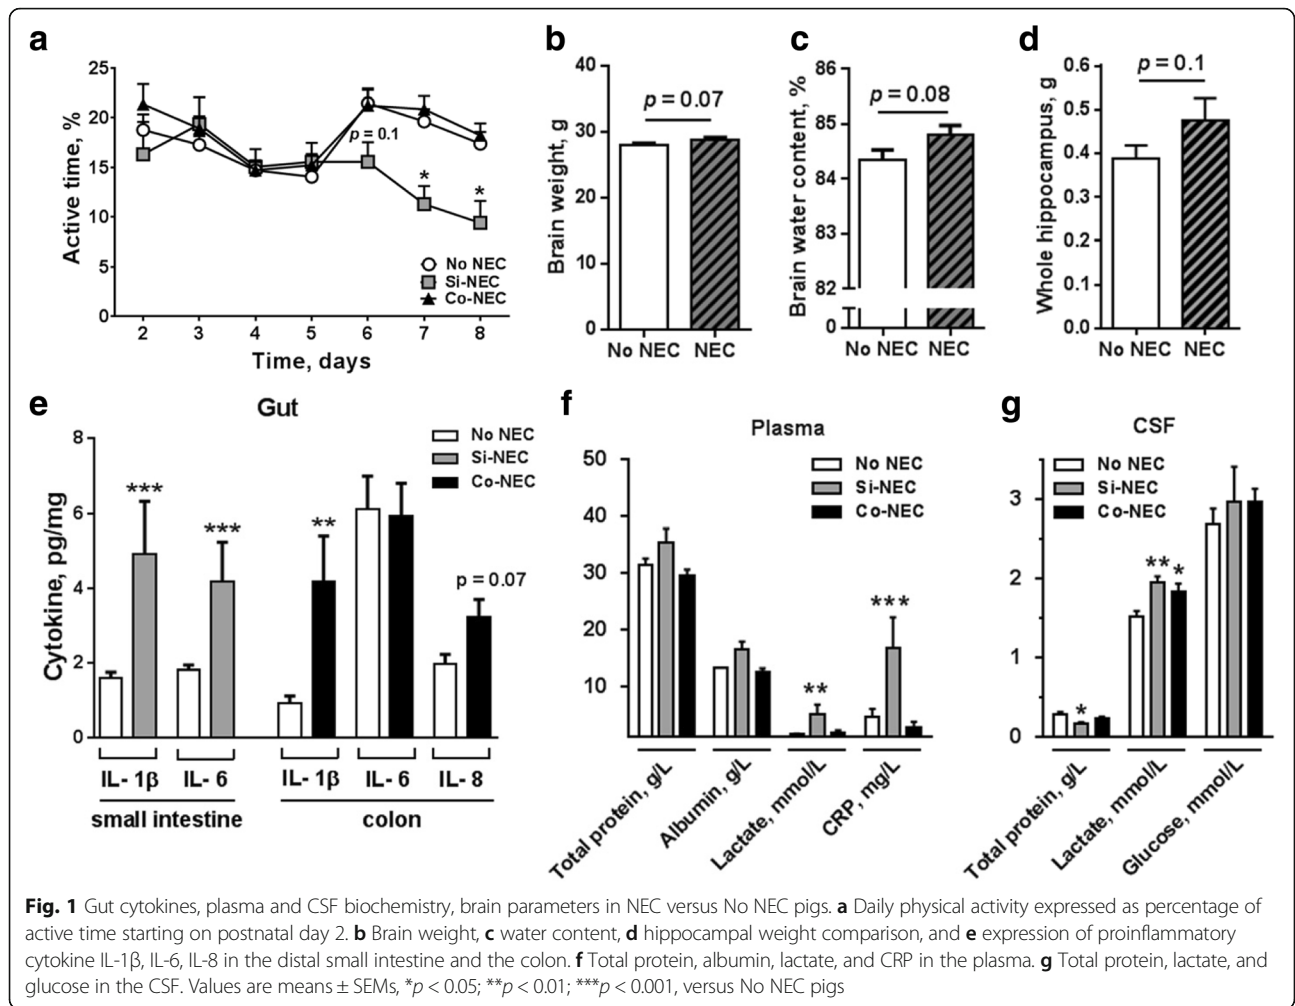 a
25
20
15
10
5
0
Active time, %
p = 0.1
*
*
No NEC
Si-NEC
Co-NEC
2 3 4 5 6 7 8
Time, days
b
40
30
20
10
0
Brain weight, g
p = 0.07
No NEC NEC
c
86
85
84
83
82
0
Brain water content, %
p = 0.08
No NEC NEC
d
0.6
0.5
0.4
0.3
0.2
0.1
0.0
Whole hippocampus, g
p = 0.1
No NEC NEC
e
Gut
8
6
4
2
0
Cytokine, pg/mg
No NEC
Si-NEC
Co-NEC
***
***
**
p = 0.07
IL- 1β IL- 6 IL- 1β IL- 6 IL- 8
small intestine colon
f
Plasma
50
40
30
20
10
No NEC
Si-NEC
Co-NEC
**
***
Total protein, g/L
Albumin, g/L
Lactate, mmol/L
CRP, mg/L
g
CSF
3
2
1
0
No NEC
Si-NEC
Co-NEC
*
**
*
Total protein, g/L
Lactate, mmol/L
Glucose, mmol/L
Fig. 1 Gut cytokines, plasma and CSF biochemistry, brain parameters in NEC versus No NEC pigs. a Daily physical activity expressed as percentage of
active time starting on postnatal day 2. b Brain weight, c water content, d hippocampal weight comparison, and e expression of proinflammatory
cytokine IL-1β, IL-6, IL-8 in the distal small intestine and the colon. f Total protein, albumin, lactate, and CRP in the plasma. g Total protein, lactate, and
glucose in the CSF. Values are means ± SEMs, *p < 0.05; **p < 0.01; ***p < 0.001, versus No NEC pigs